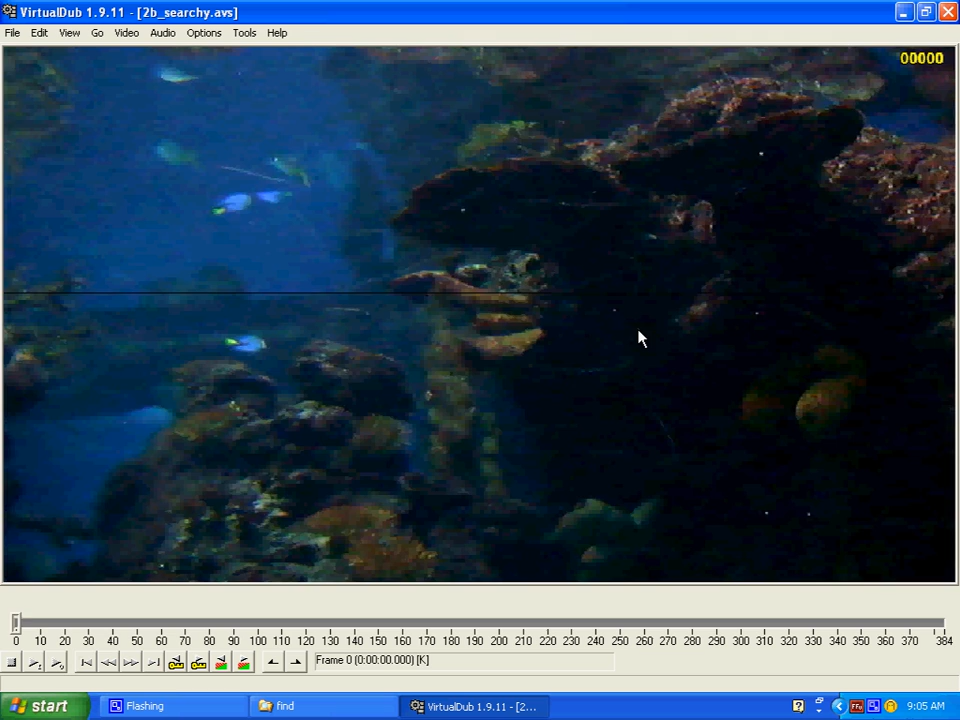 VirtualDub 1.9.11 - [2b_searchy.avs]
File Edit View Go Video Audio Options Tools Help
00000
0 10 20 30 40 50 60 70 80 90 100 110 120 130 140 150 160 170 180 190 200 210 220 230 240 250 260 270 280 290 300 310 320 330 340 350 360 370 384
Frame 0 (0:00:00.000) [K]
start Flashing find VirtualDub 1.9.11 - [2... 9:05 AM